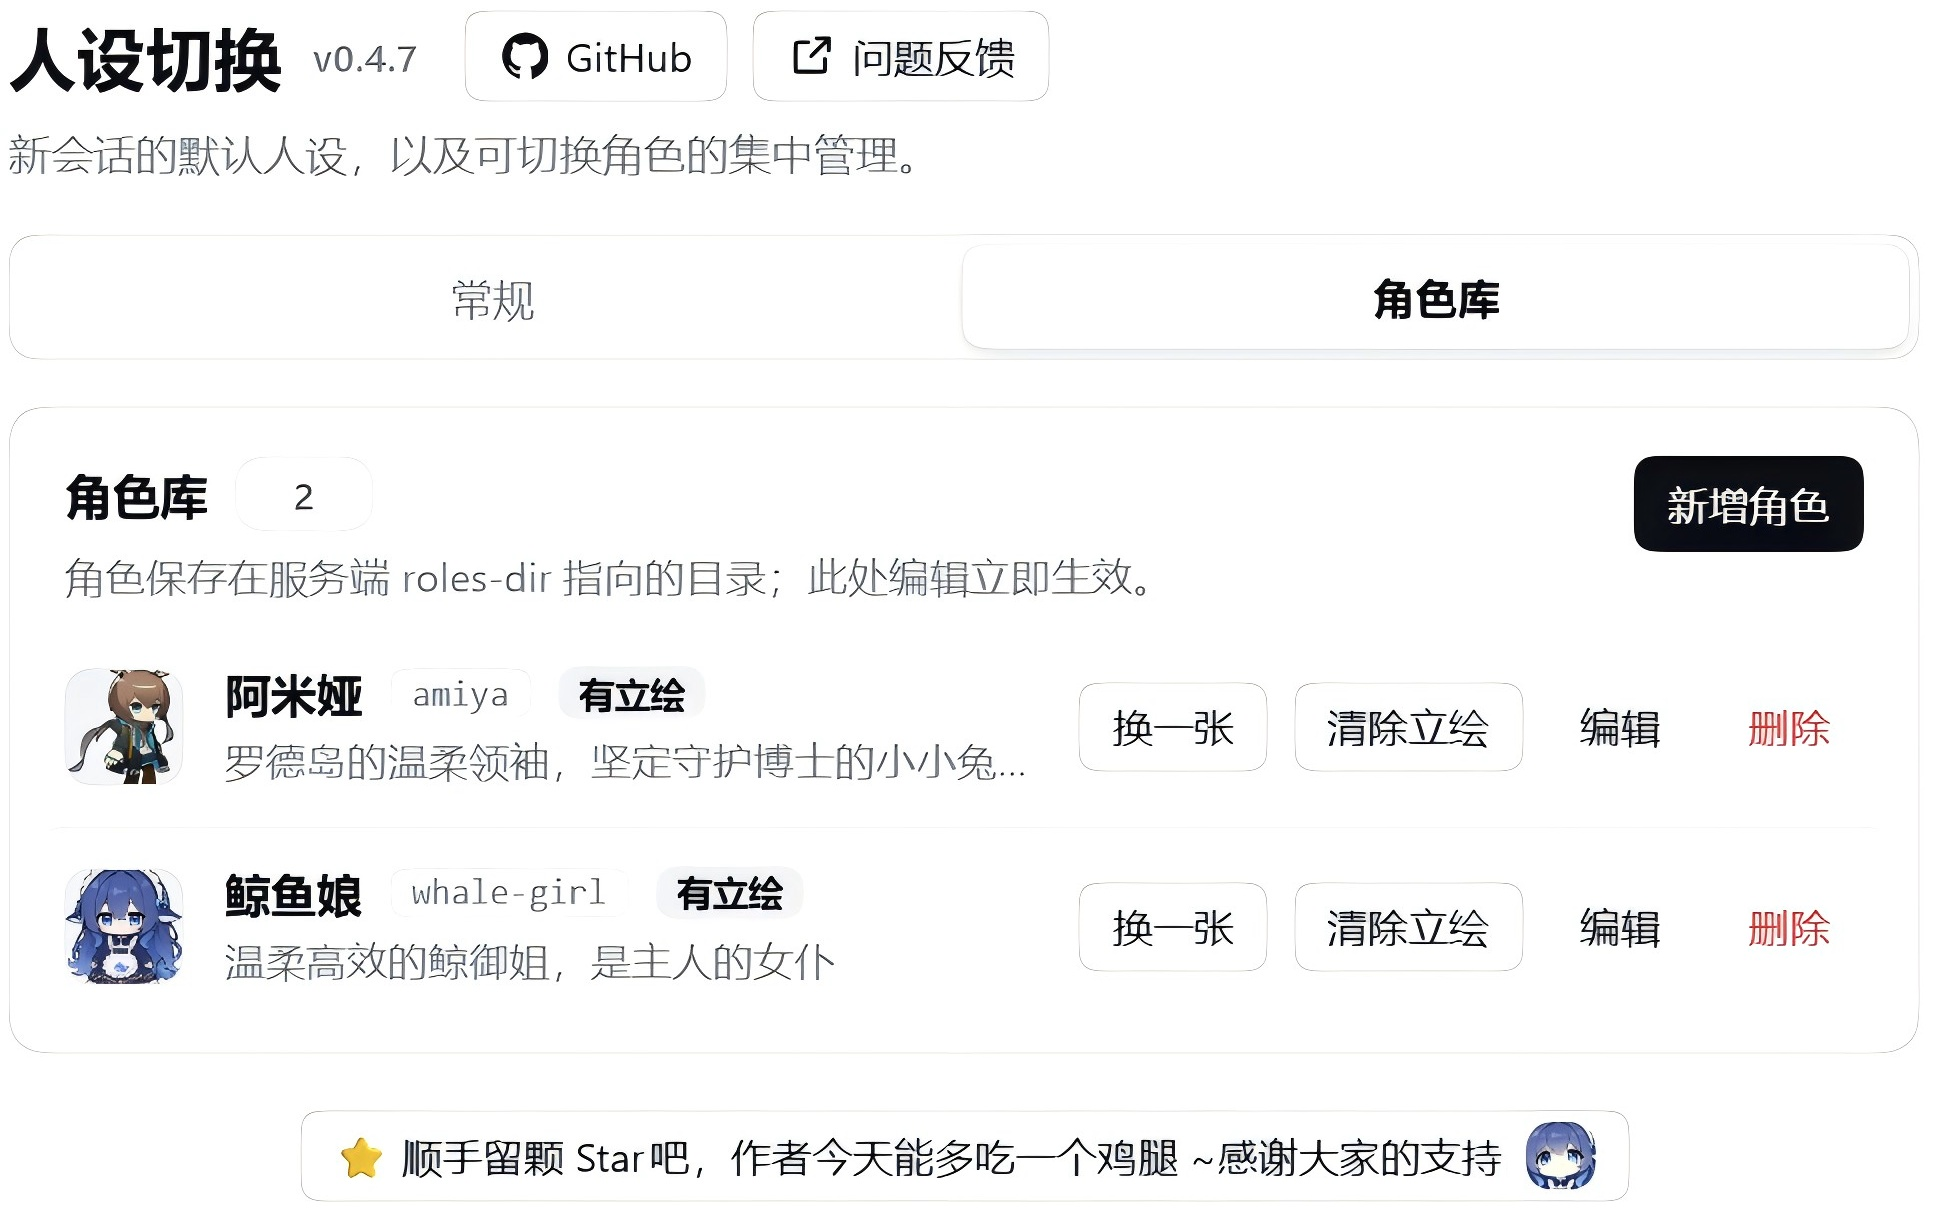 人设切换 v0.4.7 GitHub 问题反馈
新会话的默认人设，以及可切换角色的集中管理。
常规 角色库
角色库 2 新增角色
角色保存在服务端 roles-dir 指向的目录；此处编辑立即生效。
阿米娅 amiya 有立绘
罗德岛的温柔领袖，坚定守护博士的小小兔...
换一张 清除立绘 编辑 删除
鲸鱼娘 whale-girl 有立绘
温柔高效的鲸御姐，是主人的女仆
换一张 清除立绘 编辑 删除
顺手留颗 Star吧，作者今天能多吃一个鸡腿 ~感谢大家的支持